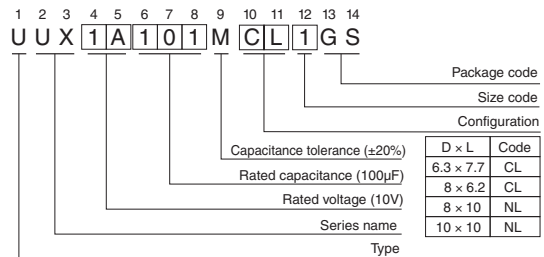 1 2 3 4 5 6 7 8 9 10 11 12 13 14
U U X 1 A 1 0 1 M C L 1 G S
Package code
Size code
Configuration
Capacitance tolerance (±20%)
Rated capacitance (100µF)
Rated voltage (10V)
Series name
Type
D × L Code
6.3 × 7.7 CL
8 × 6.2 CL
8 × 10 NL
10 × 10 NL